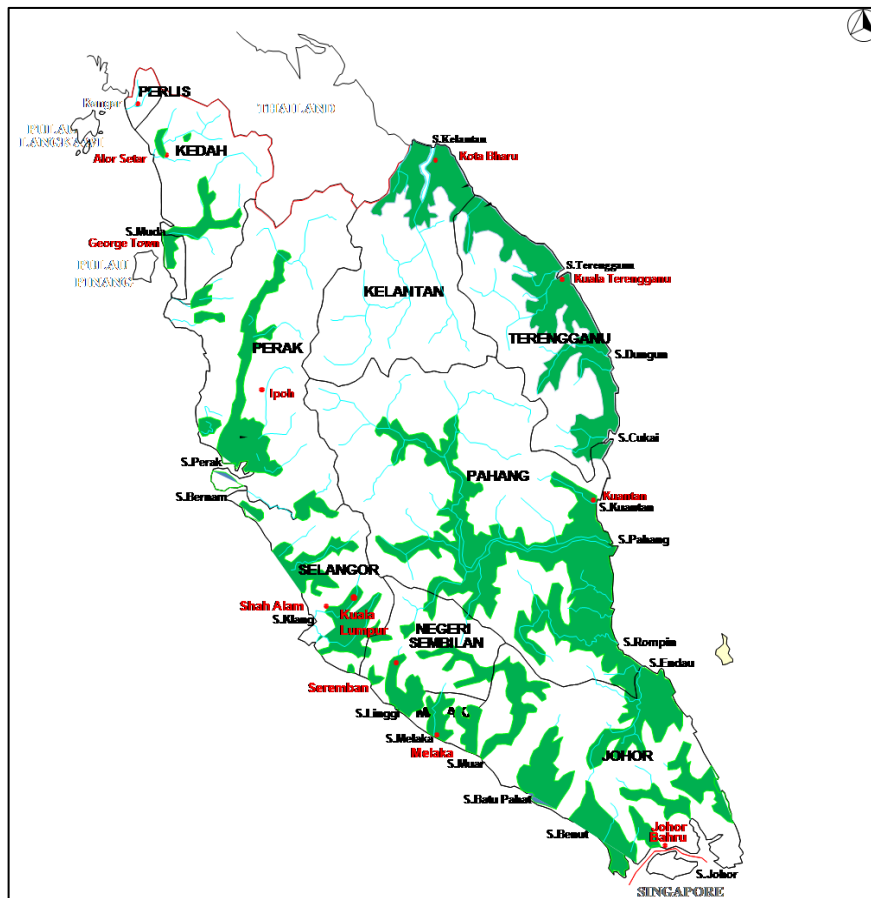 PERLIS
Kangar
THAILAND
PULAU
LANGKAWI
S.Kelantan
KEDAH
Kota Bharu
Alor Setar
S.Muda
George Town
PULAU
PINANG
S.Terengganu
Kuala Terengganu
KELANTAN
TERENGGANU
PERAK
S.Dungun
Ipoh
S.Cukai
S.Perak
PAHANG
S.Bernam
Kuantan
S.Kuantan
S.Pahang
SELANGOR
Shah Alam
S.Klang
Kuala
Lumpur
NEGERI
SEMBILAN
S.Rompin
S.Endau
Seremban
S.Linggi
S.Melaka
Melaka
JOHOR
S.Muar
S.Batu Pahat
S.Benut
Johor
Bahru
S.Johor
SINGAPORE